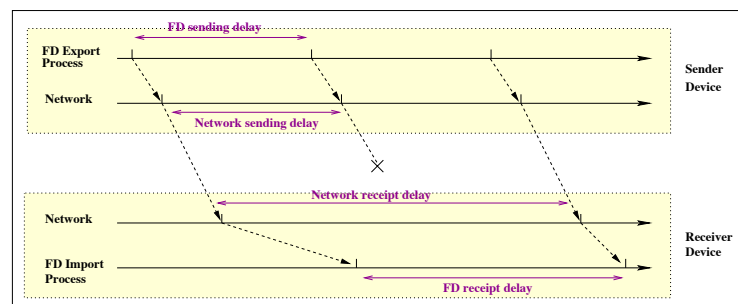 FD sending delay
FD Export
Process
Sender
Device
Network
Network sending delay
Network receipt delay
Network
Receiver
Device
FD Import
Process
FD receipt delay